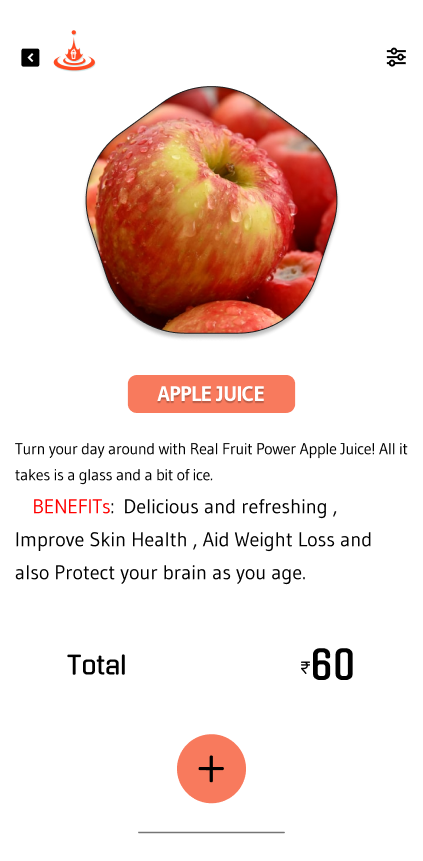 APPLE JUICE
Turn your day around with Real Fruit Power Apple Juice! All it
takes is a glass and a bit of ice.
BENEFITs: Delicious and refreshing ,
Improve Skin Health , Aid Weight Loss and
also Protect your brain as you age.
Total ₹60